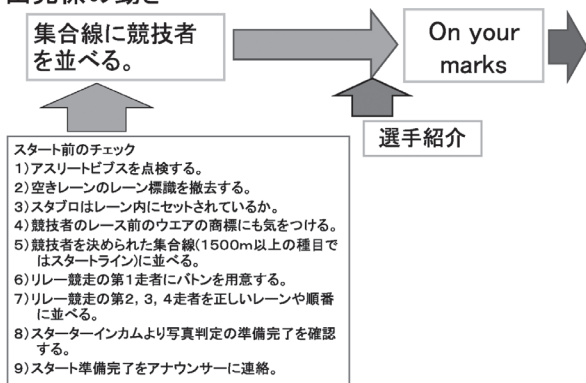 集合線に競技者
を並べる。
On your
marks
選手紹介
スタート前のチェック
1)アスリートビブスを点検する。
2)空きレーンのレーン標識を撤去する。
3)スタブロはレーン内にセットされているか。
4)競技者のレース前のウエアの商標にも気をつける。
5)競技者を決められた集合線(1500m以上の種目で
はスタートライン)に並べる。
6)リレー競走の第1走者にバトンを用意する。
7)リレー競走の第2, 3, 4走者を正しいレーンや順番
に並べる。
8)スターターインカムより写真判定の準備完了を確認
する。
9)スタート準備完了をアナウンサーに連絡。